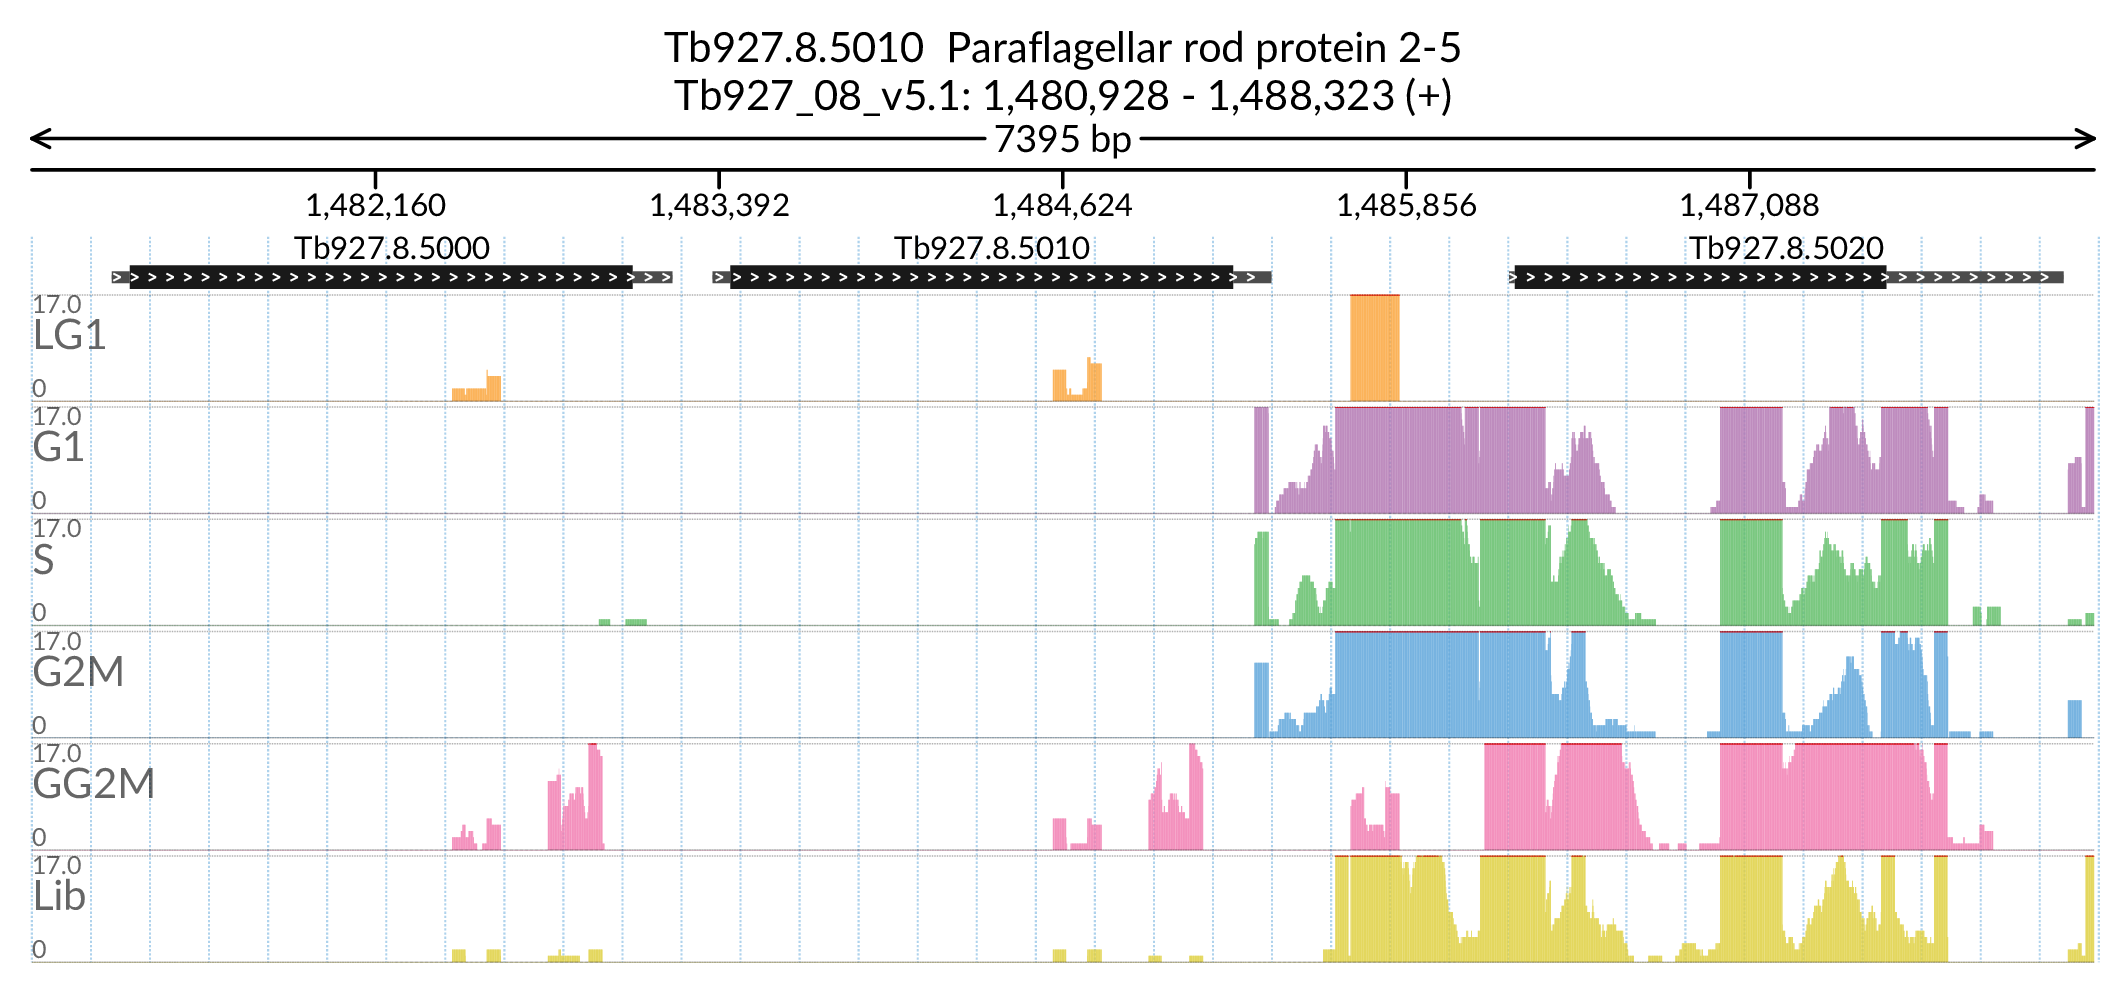 Tb927.8.5010  Paraflagellar rod protein 2-5
Tb927_08_v5.1: 1,480,928 - 1,488,323 (+)
7395 bp
1,482,160 1,483,392 1,484,624 1,485,856 1,487,088
Tb927.8.5000 Tb927.8.5010 Tb927.8.5020
17.0
LG1
0
17.0
G1
0
17.0
S
0
17.0
G2M
0
17.0
GG2M
0
17.0
Lib
0